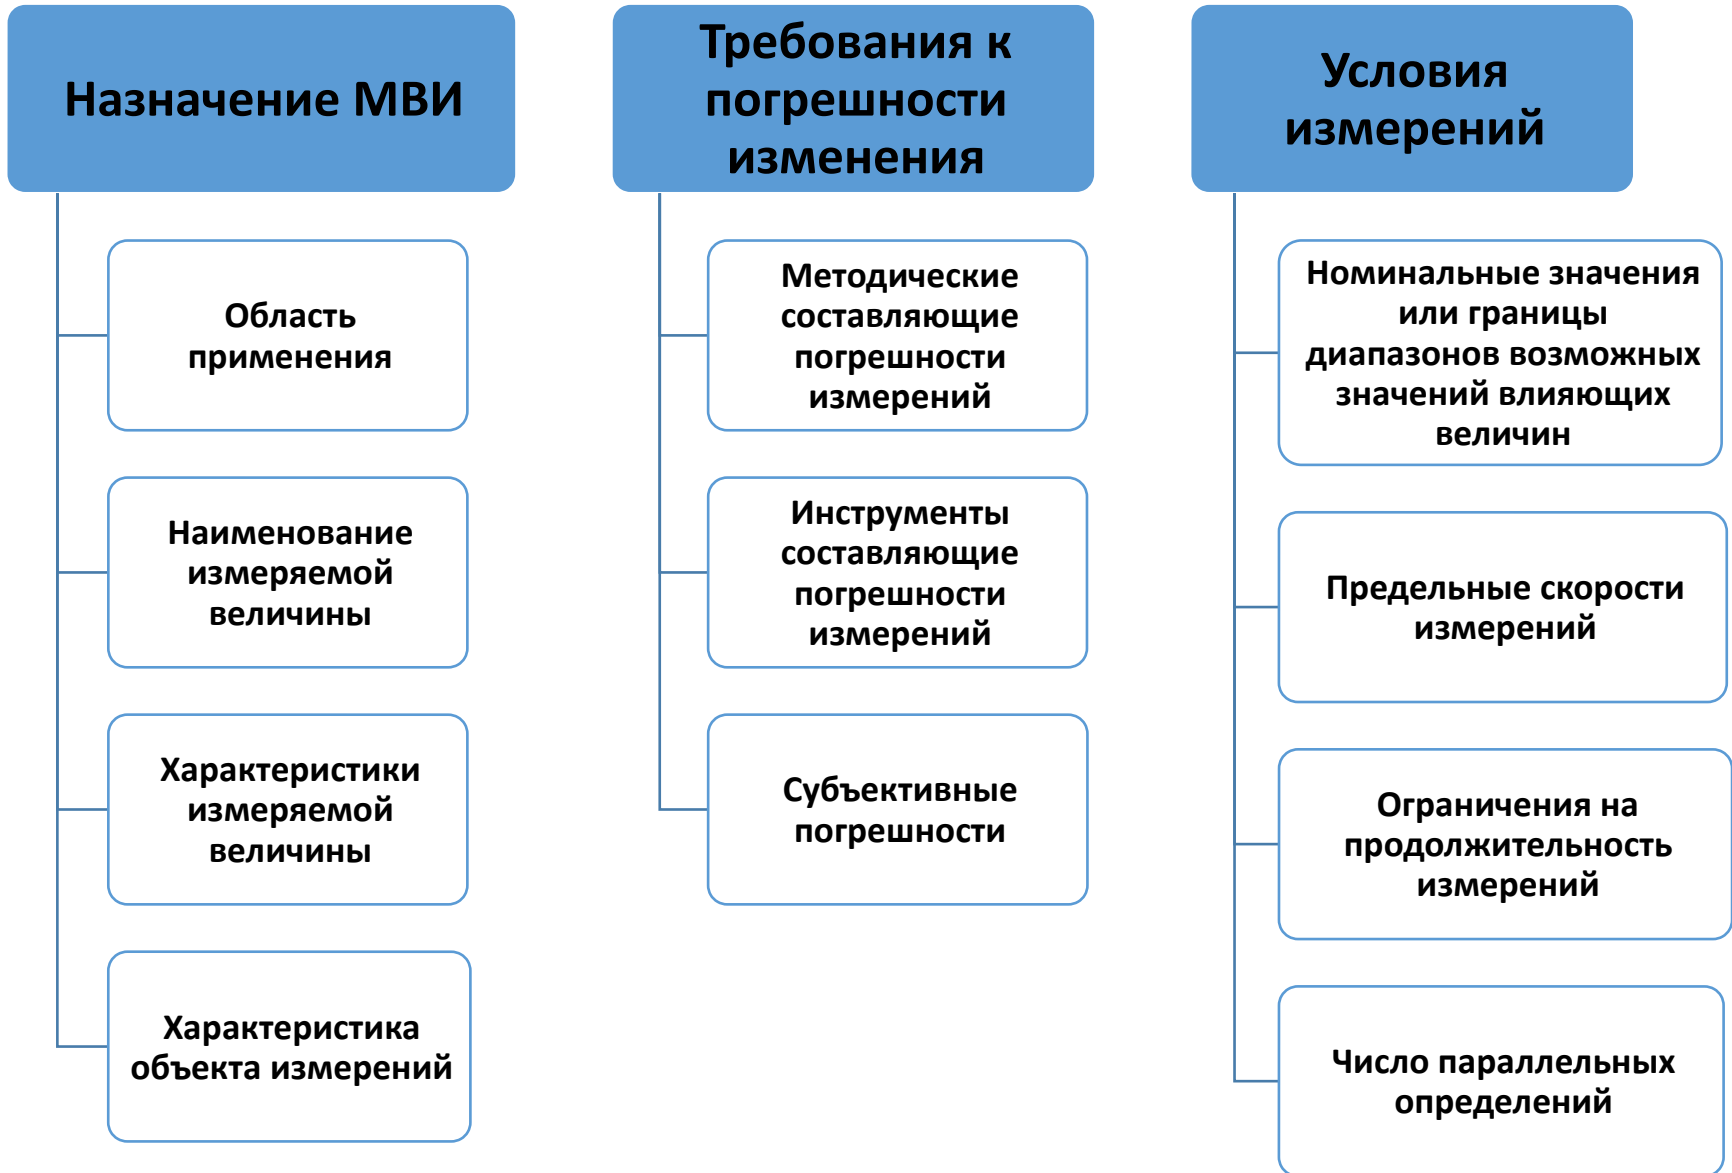 Назначение МВИ
Область
применения
Наименование
измеряемой
величины
Характеристики
измеряемой
величины
Характеристика
объекта измерений
Требования к
погрешности
изменения
Методические
составляющие
погрешности
измерений
Инструменты
составляющие
погрешности
измерений
Субъективные
погрешности
Условия
измерений
Номинальные значения
или границы
диапазонов возможных
значений влияющих
величин
Предельные скорости
измерений
Ограничения на
продолжительность
измерений
Число параллельных
определений